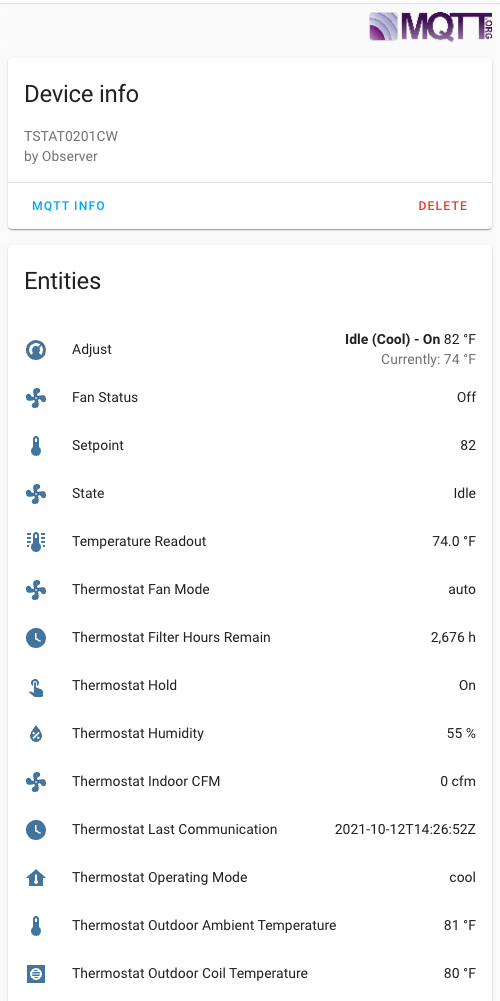 MQTT.ORG
Device info
TSTAT0201CW
by Observer
MQTT INFO DELETE
Entities
Adjust Idle (Cool) - On 82 °F
Currently: 74 °F
Fan Status Off
Setpoint 82
State Idle
Temperature Readout 74.0 °F
Thermostat Fan Mode auto
Thermostat Filter Hours Remain 2,676 h
Thermostat Hold On
Thermostat Humidity 55 %
Thermostat Indoor CFM 0 cfm
Thermostat Last Communication 2021-10-12T14:26:52Z
Thermostat Operating Mode cool
Thermostat Outdoor Ambient Temperature 81 °F
Thermostat Outdoor Coil Temperature 80 °F